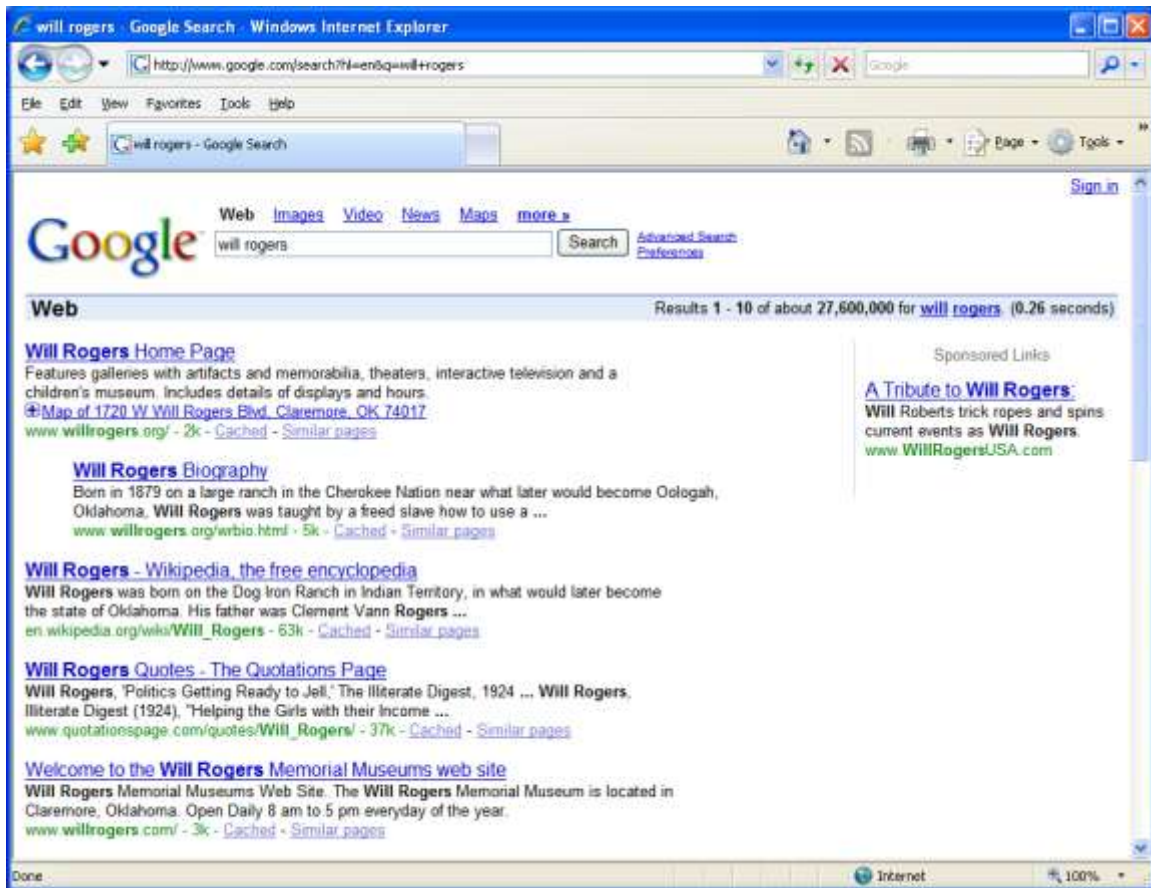 will rogers - Google Search - Windows Internet Explorer
http://www.google.com/search?hl=en&q=will+rogers
Google
File Edit View Favorites Tools Help
will rogers - Google Search
Page Tools
Sign in
Google
Web Images Video News Maps more »
will rogers Search Advanced Search
Preferences
Web Results 1 - 10 of about 27,600,000 for will rogers. (0.26 seconds)
Will Rogers Home Page
Features galleries with artifacts and memorabilia, theaters, interactive television and a
children's museum. Includes details of displays and hours.
Map of 1720 W Will Rogers Blvd, Claremore, OK 74017
www.willrogers.org/ - 2k - Cached - Similar pages
Will Rogers Biography
Born in 1879 on a large ranch in the Cherokee Nation near what later would become Oologah,
Oklahoma, Will Rogers was taught by a freed slave how to use a ...
www.willrogers.org/wrbio.html - 5k - Cached - Similar pages
Will Rogers - Wikipedia, the free encyclopedia
Will Rogers was born on the Dog Iron Ranch in Indian Territory, in what would later become
the state of Oklahoma. His father was Clement Vann Rogers ...
en.wikipedia.org/wiki/Will_Rogers - 63k - Cached - Similar pages
Will Rogers Quotes - The Quotations Page
Will Rogers, 'Politics Getting Ready to Jell,' The Illiterate Digest, 1924 ... Will Rogers,
Illiterate Digest (1924), "Helping the Girls with their Income ...
www.quotationspage.com/quotes/Will_Rogers/ - 37k - Cached - Similar pages
Welcome to the Will Rogers Memorial Museums web site
Will Rogers Memorial Museums Web Site. The Will Rogers Memorial Museum is located in
Claremore, Oklahoma. Open Daily 8 am to 5 pm everyday of the year.
www.willrogers.com/ - 3k - Cached - Similar pages
Sponsored Links
A Tribute to Will Rogers:
Will Roberts trick ropes and spins
current events as Will Rogers.
www.WillRogersUSA.com
Done Internet 100%